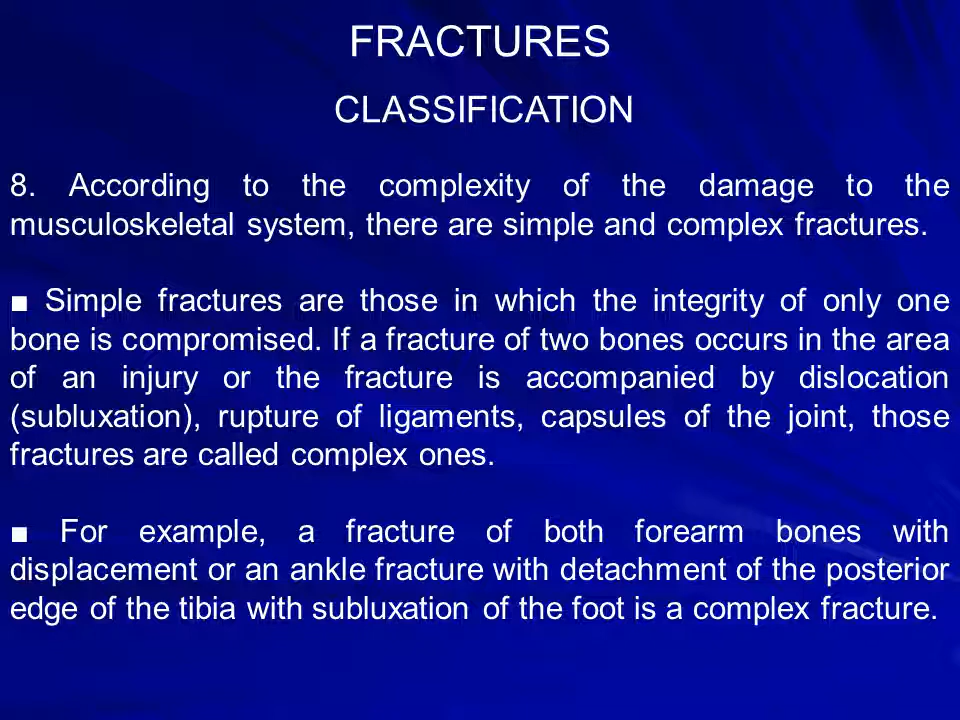 FRACTURES
CLASSIFICATION
8. According to the complexity of the damage to the
musculoskeletal system, there are simple and complex fractures.
■ Simple fractures are those in which the integrity of only one
bone is compromised. If a fracture of two bones occurs in the area
of an injury or the fracture is accompanied by dislocation
(subluxation), rupture of ligaments, capsules of the joint, those
fractures are called complex ones.
■ For example, a fracture of both forearm bones with
displacement or an ankle fracture with detachment of the posterior
edge of the tibia with subluxation of the foot is a complex fracture.